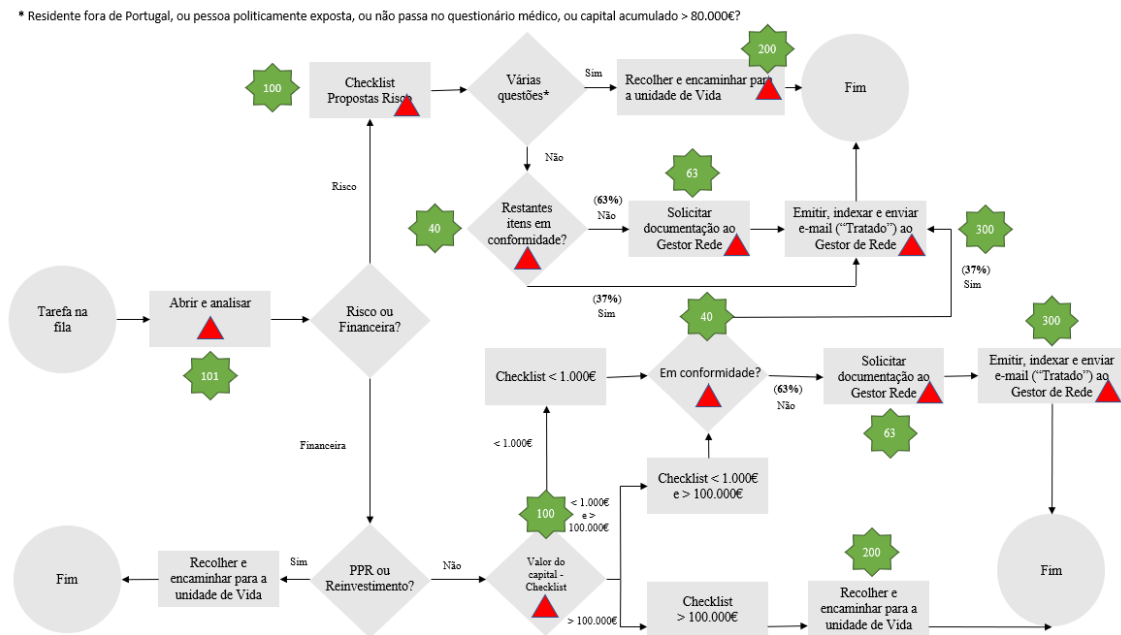 * Residente fora de Portugal, ou pessoa politicamente exposta, ou não passa no questionário médico, ou capital acumulado > 80.000€?
100
Checklist
Propostas Risco
Várias
questões*
Sim
200
Recolher e encaminhar para
a unidade de Vida
Fim
Não
Risco
40
Restantes
itens em
conformidade?
(63%)
Não
63
Solicitar
documentação ao
Gestor Rede
Emitir, indexar e enviar
e-mail (“Tratado”) ao
Gestor de Rede
300
(37%)
Sim
(37%)
Sim
Tarefa na
fila
Abrir e analisar
101
Risco ou
Financeira?
40
Checklist < 1.000€
Em conformidade?
(63%)
Não
Solicitar
documentação ao
Gestor Rede
63
300
Emitir, indexar e enviar
e-mail (“Tratado”) ao
Gestor de Rede
Financeira
< 1.000€
100
< 1.000€
e >
100.000€
Checklist < 1.000€
e > 100.000€
Fim
Recolher e
encaminhar para a
unidade de Vida
Sim
PPR ou
Reinvestimento?
Não
Valor do
capital -
Checklist
> 100.000€
Checklist
> 100.000€
200
Recolher e
encaminhar para a
unidade de Vida
Fim